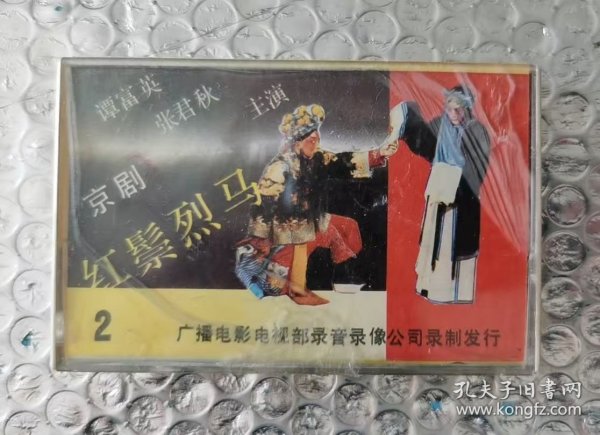 谭富英
张君秋 主演
京剧
红鬃烈马
2
广播电影电视部录音录像公司录制发行
孔夫子旧書网
www.kongfz.com